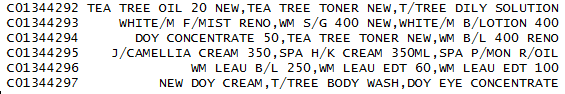 C01344292 TEA TREE OIL 20 NEW,TEA TREE TONER NEW,T/TREE DILY SOLUTION
C01344293 WHITE/M F/MIST RENO,WM S/G 400 NEW,WHITE/M B/LOTION 400
C01344294 DOY CONCENTRATE 50,TEA TREE TONER NEW,WM B/L 400 RENO
C01344295 J/CAMELLIA CREAM 350,SPA H/K CREAM 350ML,SPA P/MON R/OIL
C01344296 WM LEAU B/L 250,WM LEAU EDT 60,WM LEAU EDT 100
C01344297 NEW DOY CREAM,T/TREE BODY WASH,DOY EYE CONCENTRATE